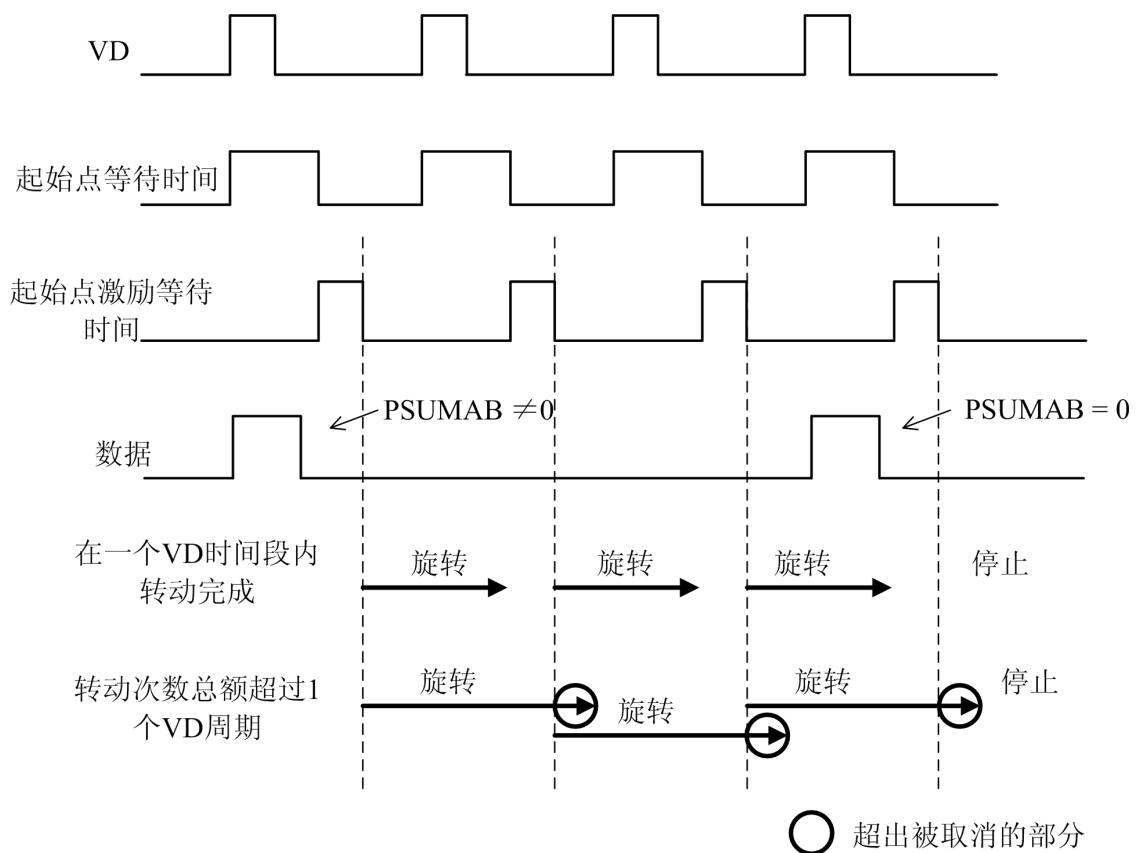 VD
起始点等待时间
起始点激励等待
时间
PSUMAB ≠0
PSUMAB = 0
数据
在一个VD时间段内
转动完成
旋转
旋转
旋转
停止
转动次数总额超过1
个VD周期
旋转
旋转
旋转
停止
超出被取消的部分